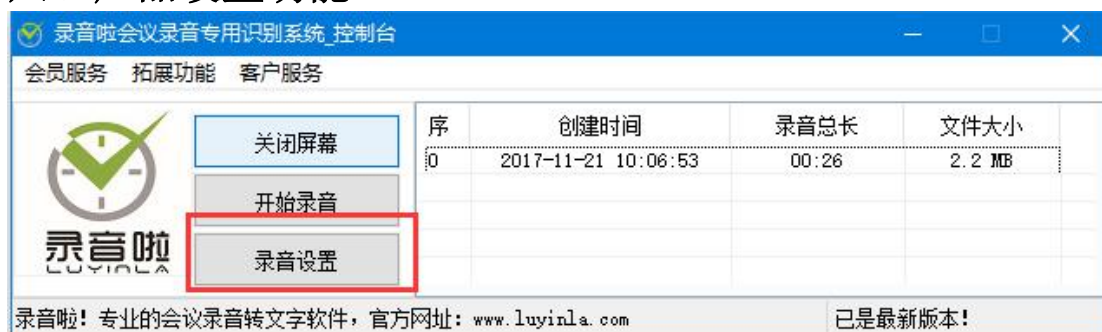 录音啦会议录音专用识别系统_控制台
会员服务 拓展功能 客户服务
关闭屏幕
开始录音
录音设置
录音啦
LUYINLA
序 创建时间 录音总长 文件大小
0 2017-11-21 10:06:53 00:26 2.2 MB
录音啦！专业的会议录音转文字软件，官方网址：www.luyinla.com 已是最新版本！